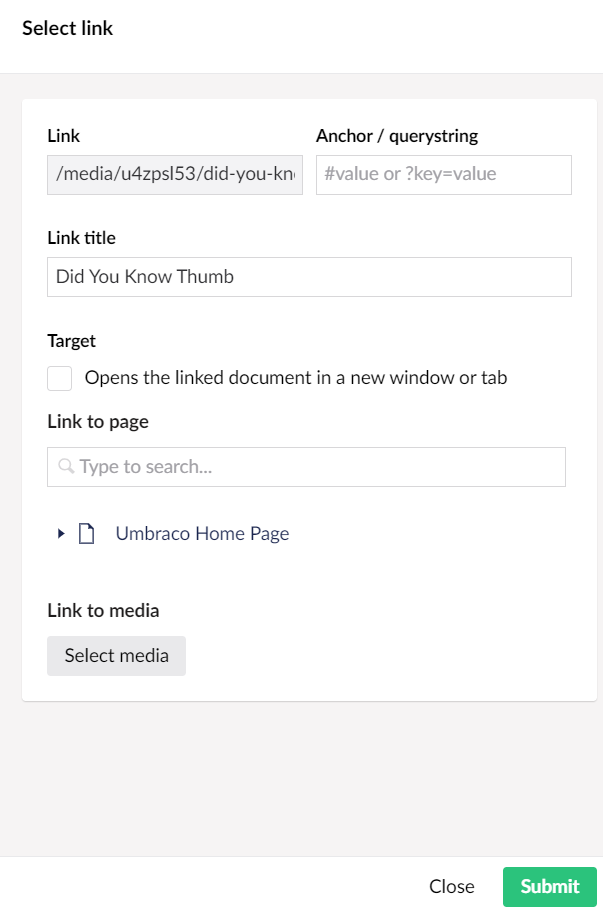 Select link
Link
Anchor / querystring
/media/u4zpsl53/did-you-kn
#value or ?key=value
Link title
Did You Know Thumb
Target
Opens the linked document in a new window or tab
Link to page
Type to search...
Umbraco Home Page
Link to media
Select media
Close
Submit